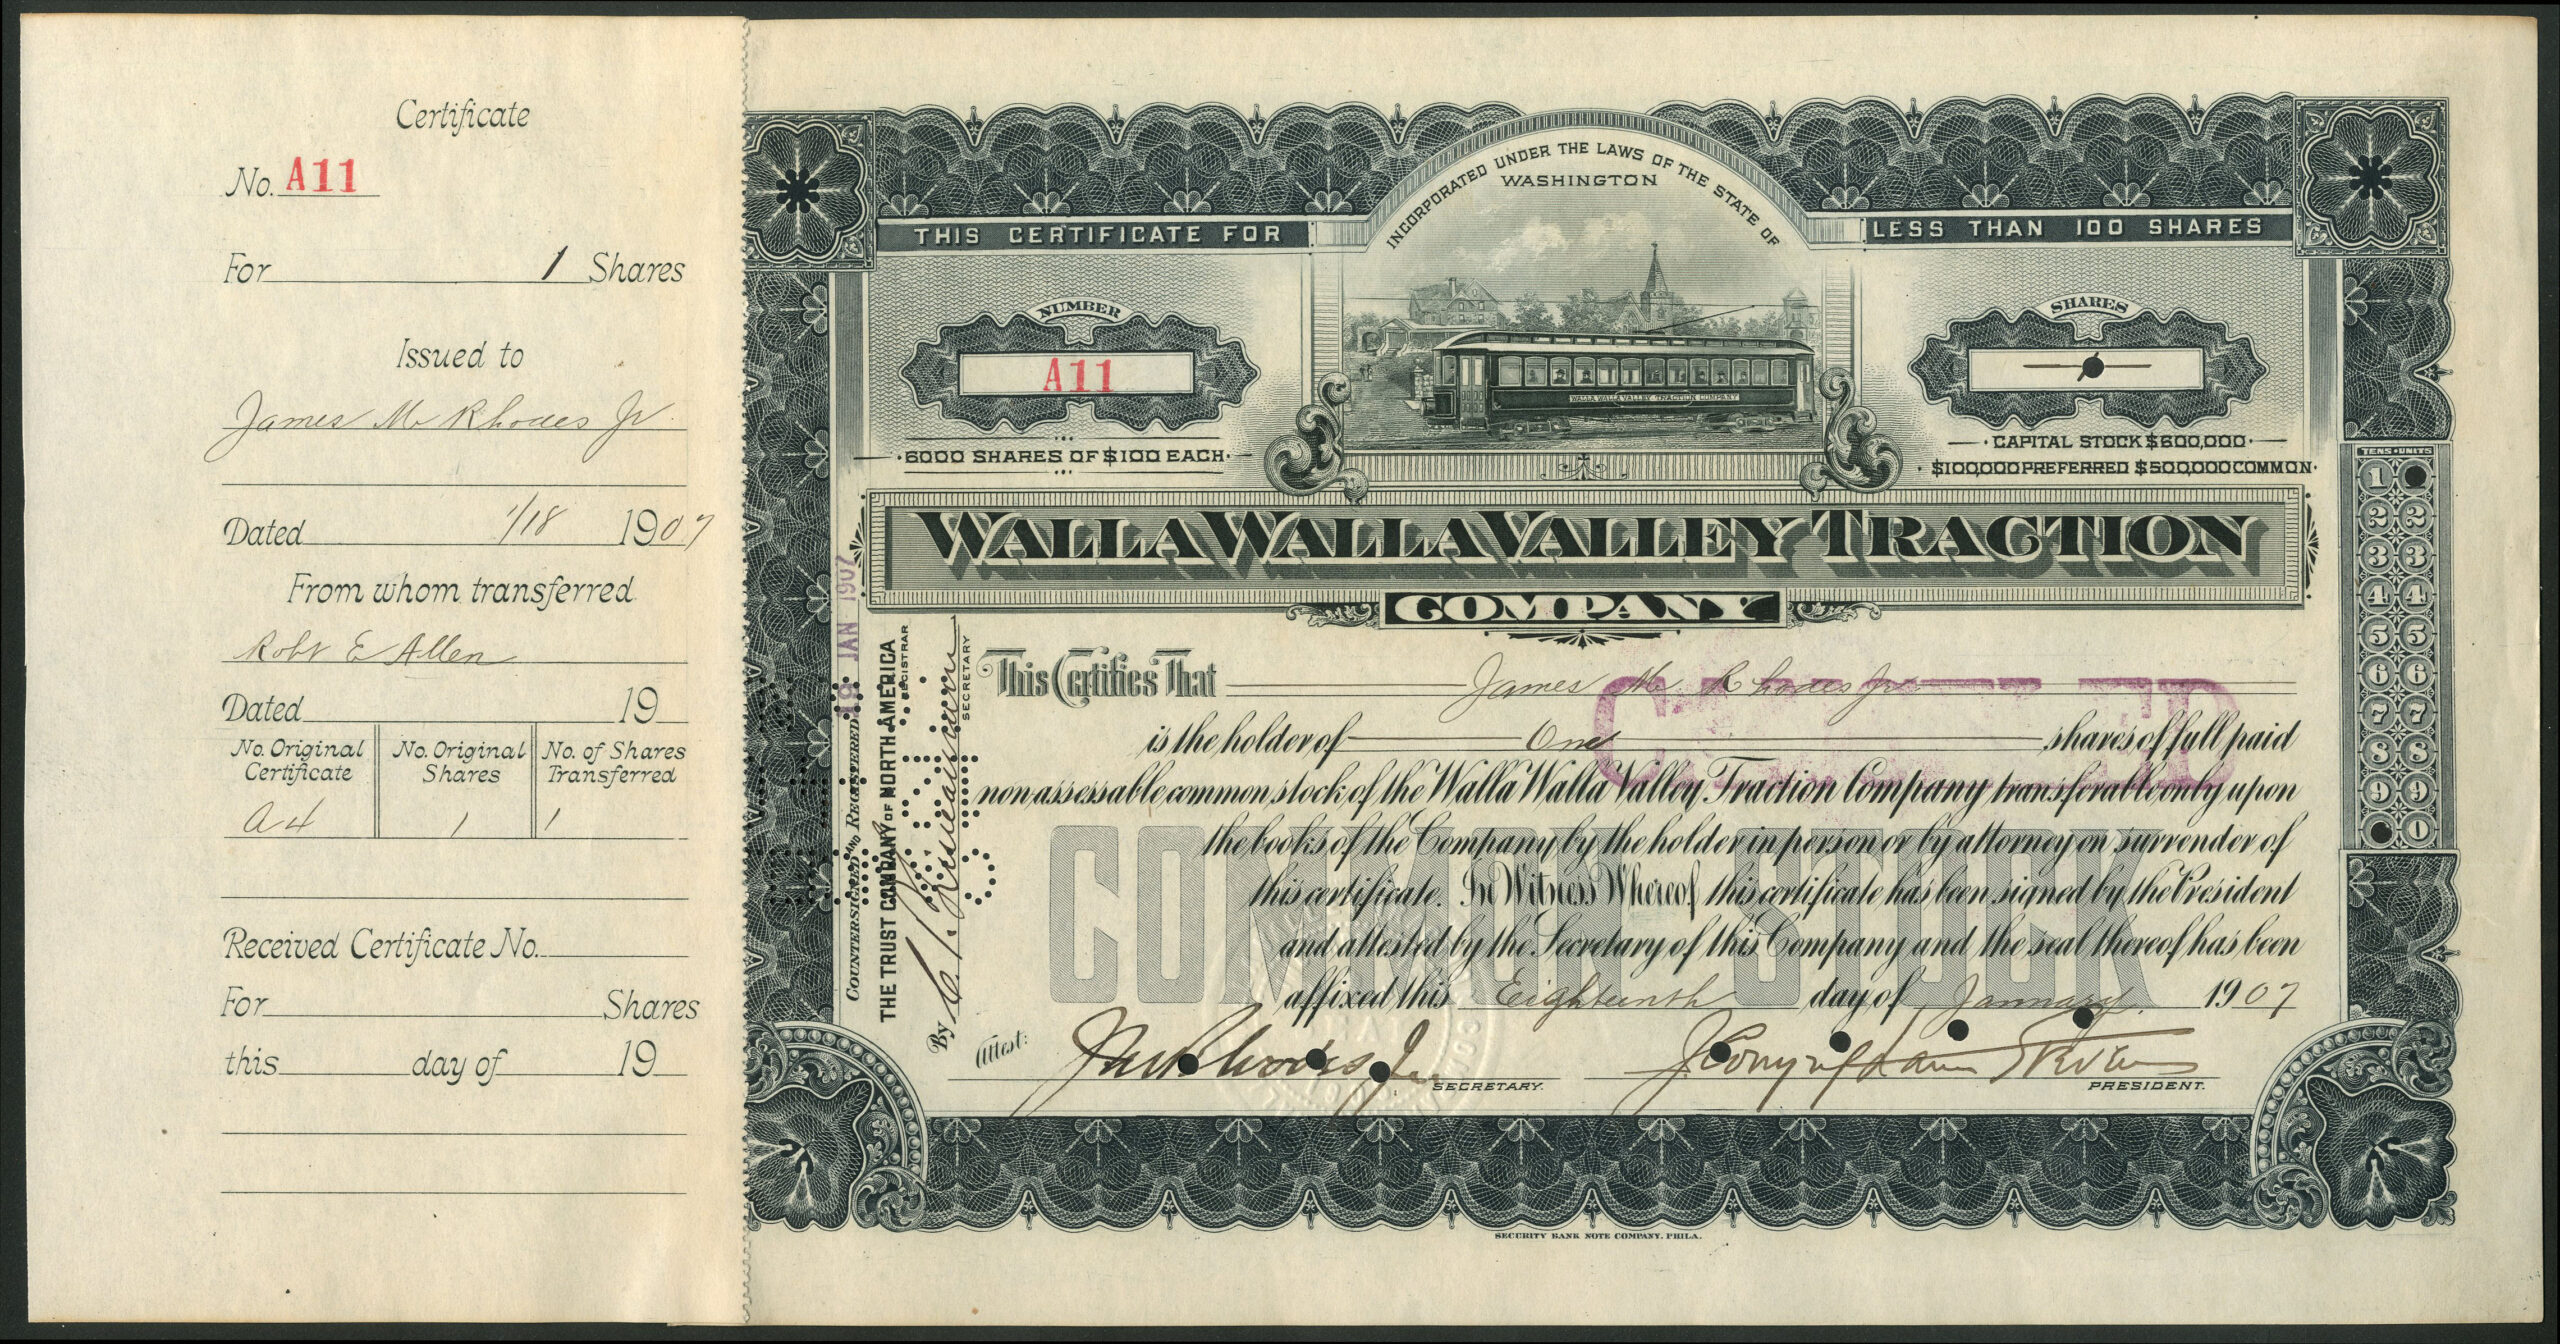 Certificate
No. A11
For 1 Shares
Issued to
James M Rhodes Jr
Dated 1/18 1907
From whom transferred
Robt E Allen
Dated 19
No. Original Certificate
No. Original Shares
No. of Shares Transferred
A4 1 1
Received Certificate No.
For Shares
this day of 19
INCORPORATED UNDER THE LAWS OF THE STATE OF
WASHINGTON
THIS CERTIFICATE FOR
LESS THAN 100 SHARES
NUMBER
A11
SHARES
6000 SHARES OF $100 EACH
WALLA WALLA VALLEY TRACTION COMPANY
CAPITAL STOCK $600,000
$100,000 PREFERRED $500,000 COMMON
WALLA WALLA VALLEY TRACTION
COMPANY
TENS UNITS
1
2 2
3 3
4 4
5 5
6 6
7 7
8 8
9 9
0
19 JAN 1907
COUNTERSIGNED AND REGISTERED
THE TRUST COMPANY OF NORTH AMERICA
REGISTRAR
By
SECRETARY
This Certifies That James M Rhodes Jr
CANCELLED
is the holder of One shares of full paid
non assessable common stock of the Walla Walla Valley Traction Company transferable only upon
the books of the Company by the holder in person or by attorney on surrender of
this certificate. In Witness Whereof this certificate has been signed by the President
and attested by the Secretary of this Company and the seal thereof has been
affixed this Eighteenth day of January 1907
COMMON STOCK
Attest:
Jas M Rhodes Jr SECRETARY.
PRESIDENT.
SECURITY BANK NOTE COMPANY. PHILA.